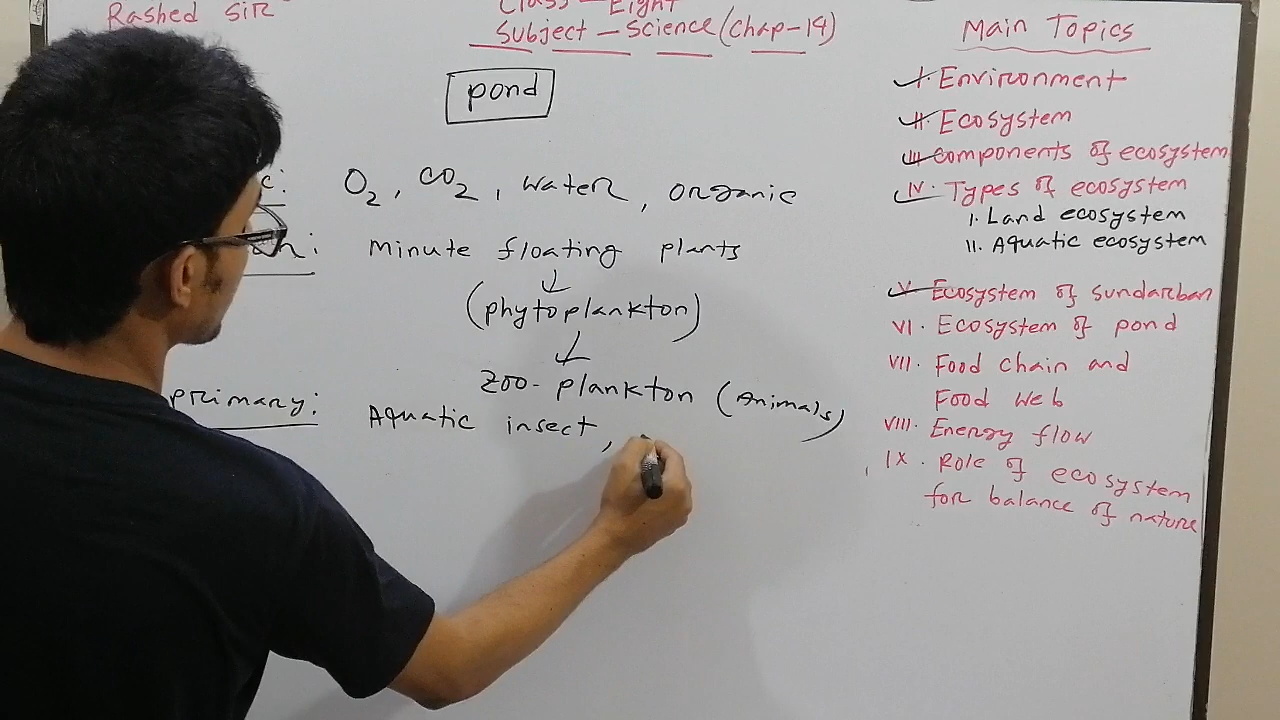 Rashed Sir
Class - Eight
Subject - Science (Chap-14)
pond
c: O₂, CO₂, water, organic
Minute floating plants
↓
(phytoplankton)
↓
Zoo-plankton (Animals)
primary: Aquatic insect,
Main Topics
I. Environment
II. Ecosystem
III Components of ecosystem
IV. Types of ecosystem
I. Land ecosystem
II. Aquatic ecosystem
V. Ecosystem of sundarban
VI. Ecosystem of pond
VII. Food chain and
Food web
VIII. Energy flow
IX. Role of ecosystem
for balance of nature